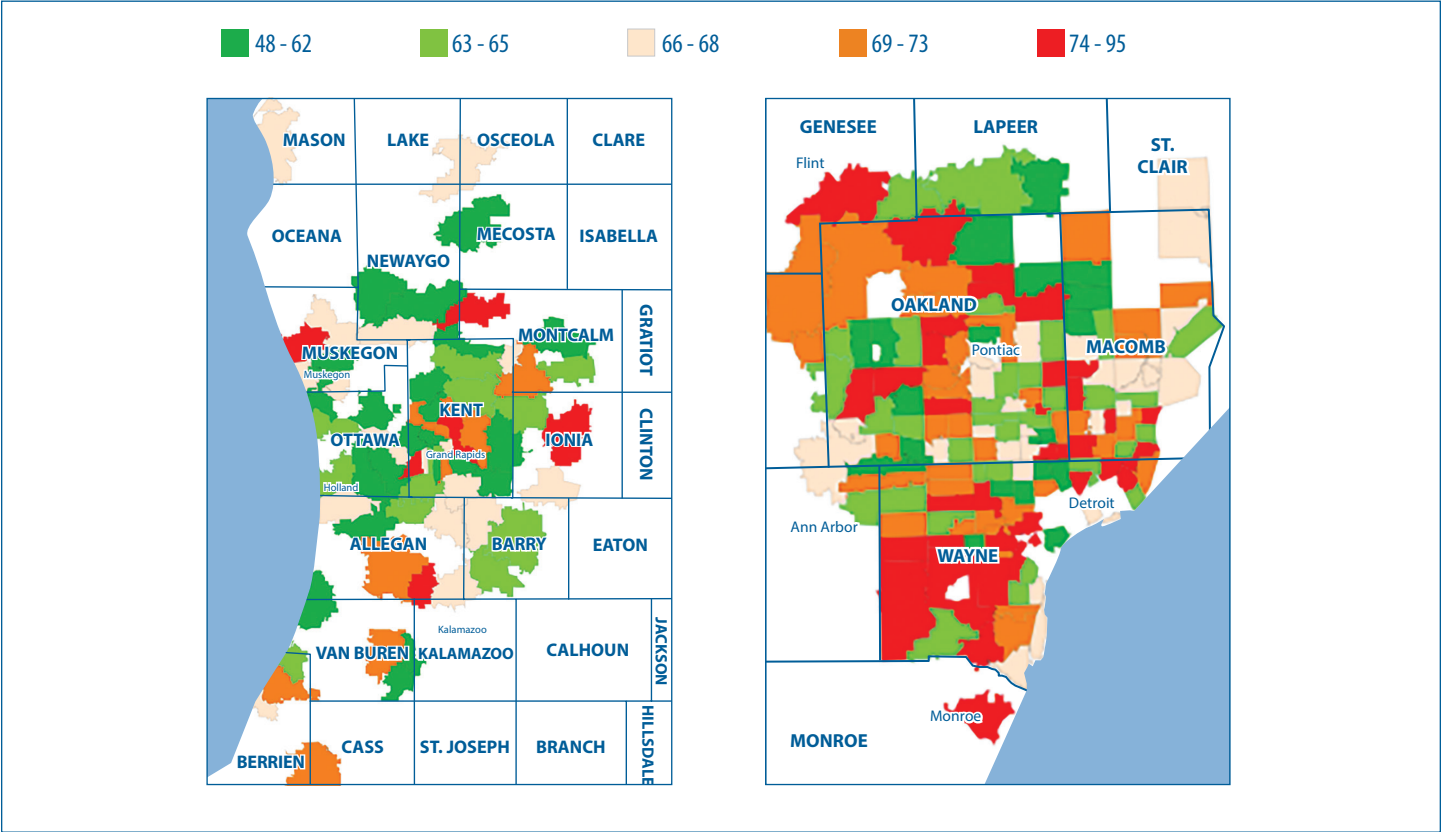 48 - 62
63 - 65
66 - 68
69 - 73
74 - 95
MASON
LAKE
OSCEOLA
CLARE
OCEANA
NEWAYGO
MECOSTA
ISABELLA
MUSKEGON
Muskegon
MONTCALM
GRATIOT
KENT
OTTAWA
Grand Rapids
IONIA
CLINTON
Holland
ALLEGAN
BARRY
EATON
VAN BUREN
Kalamazoo
KALAMAZOO
CALHOUN
JACKSON
BERRIEN
CASS
ST. JOSEPH
BRANCH
HILLSDALE
GENESEE
LAPEER
ST.
CLAIR
Flint
OAKLAND
Pontiac
MACOMB
Ann Arbor
Detroit
WAYNE
Monroe
MONROE